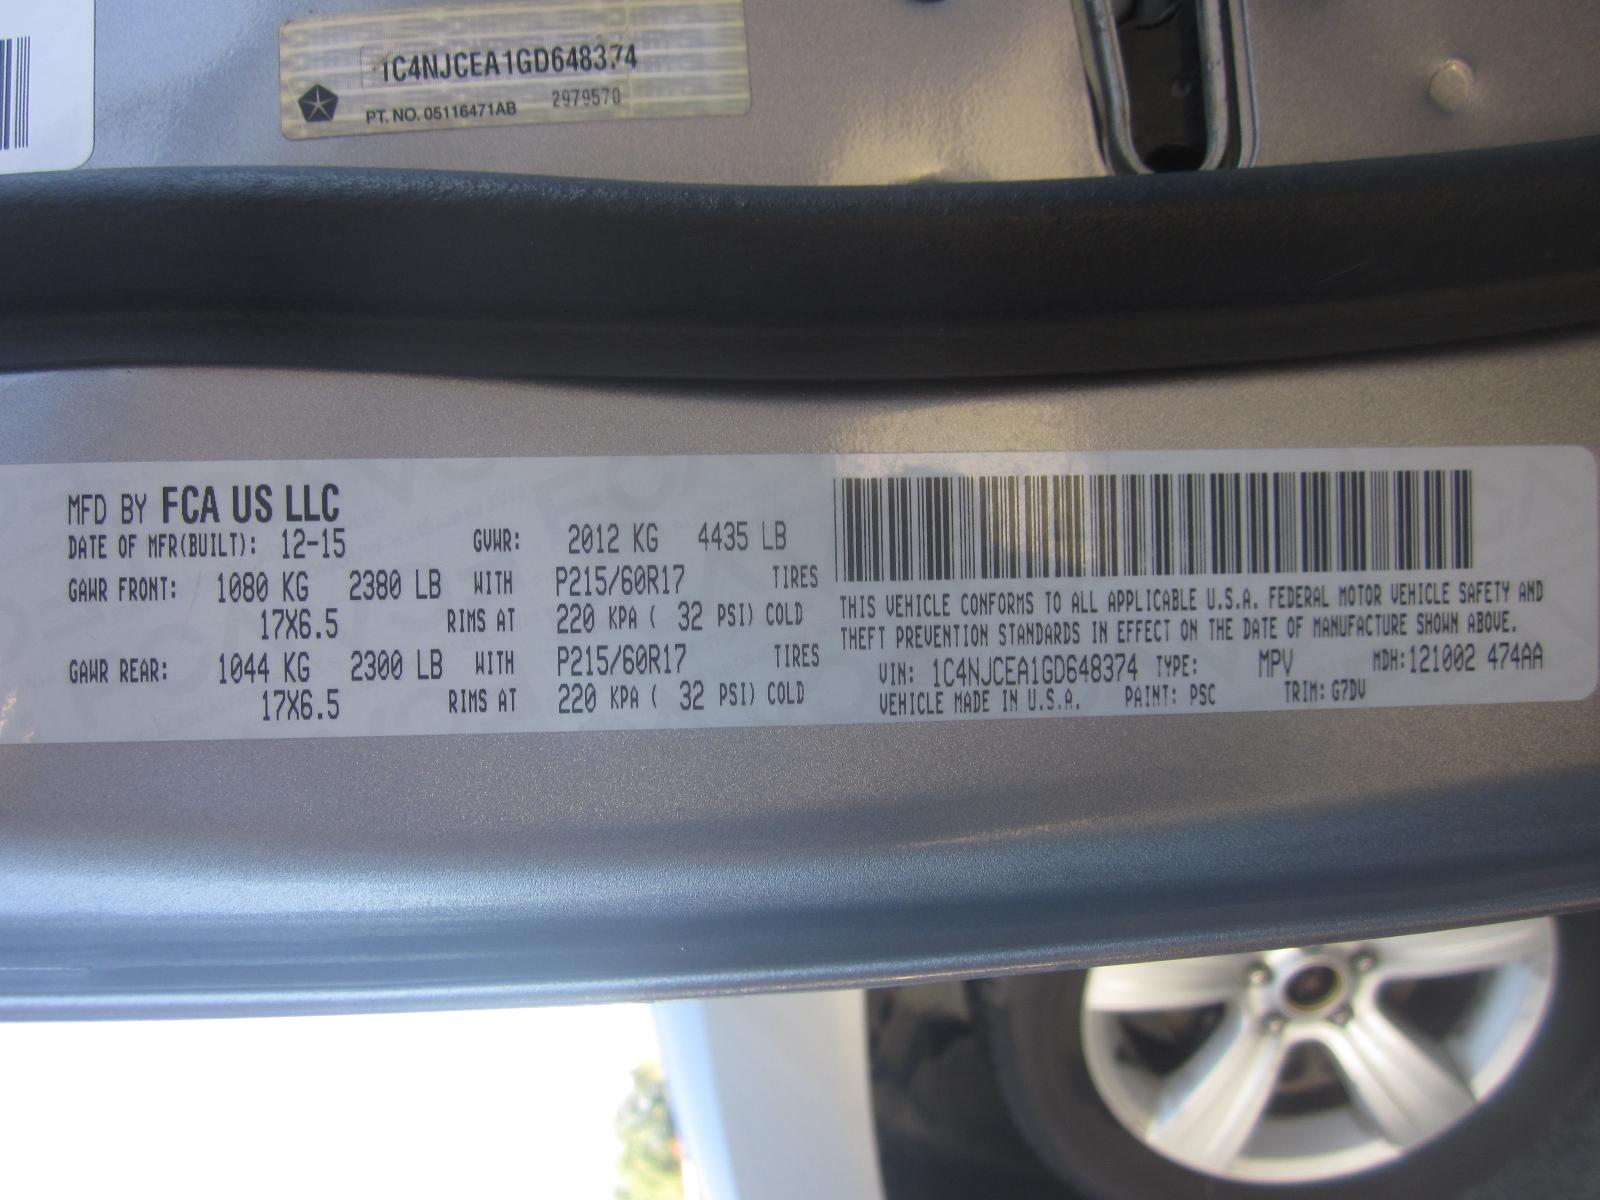 1C4NJCEA1GD648374
PT. NO. 05116471AB 2979570
MFD BY FCA US LLC
DATE OF MFR(BUILT): 12-15 GVWR: 2012 KG 4435 LB
GAWR FRONT: 1080 KG 2380 LB WITH P215/60R17 TIRES
17X6.5 RIMS AT 220 KPA ( 32 PSI) COLD
GAWR REAR: 1044 KG 2300 LB WITH P215/60R17 TIRES
17X6.5 RIMS AT 220 KPA ( 32 PSI) COLD
THIS VEHICLE CONFORMS TO ALL APPLICABLE U.S.A. FEDERAL MOTOR VEHICLE SAFETY AND
THEFT PREVENTION STANDARDS IN EFFECT ON THE DATE OF MANUFACTURE SHOWN ABOVE.
VIN: 1C4NJCEA1GD648374 TYPE: MPV MDH:121002 474AA
VEHICLE MADE IN U.S.A. PAINT: PSC TRIM: G7DV